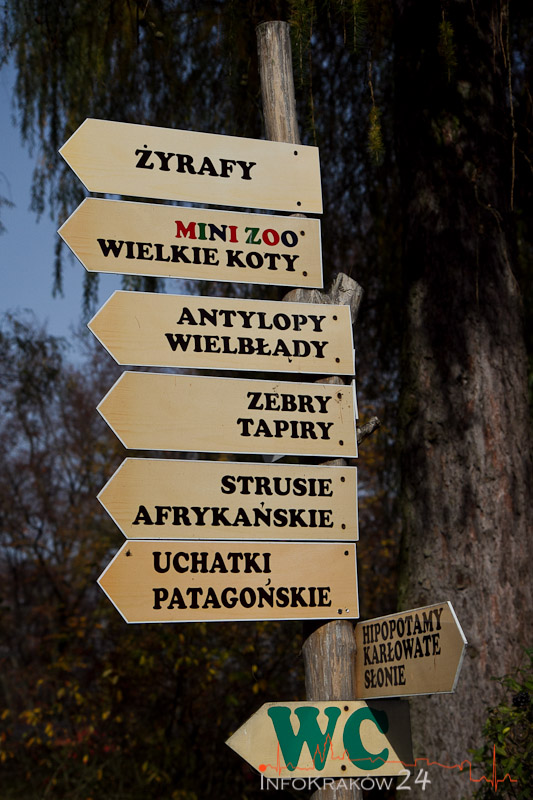 ŻYRAFY
MINI ZOO
WIELKIE KOTY
ANTYLOPY
WIELBŁĄDY
ZEBRY
TAPIRY
STRUSIE
AFRYKAŃSKIE
UCHATKI
PATAGOŃSKIE
HIPOPOTAMY
KARŁOWATE
SŁONIE
WC
INFOKRAKÓW24